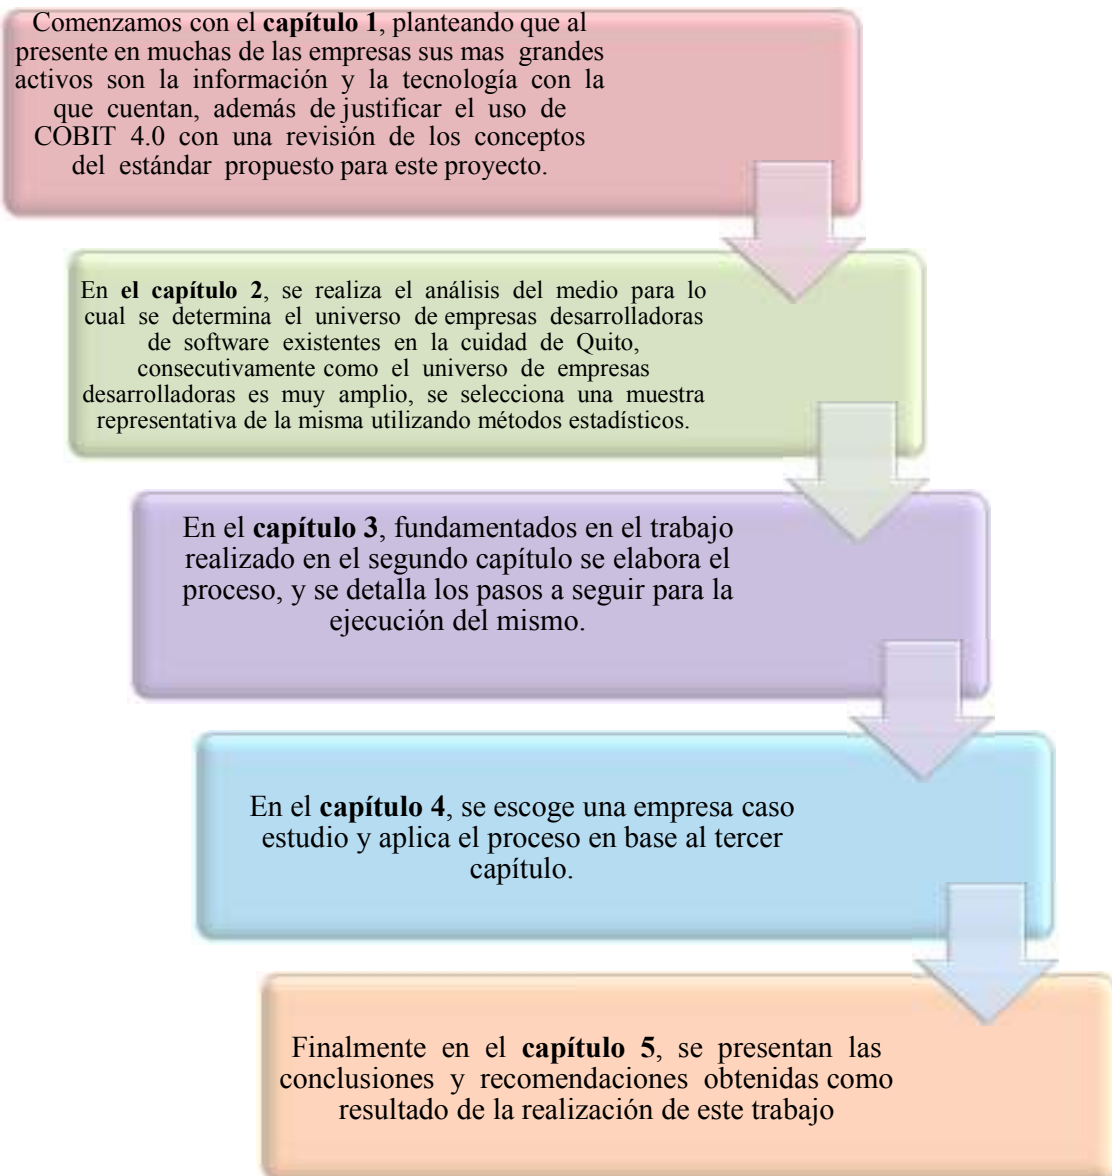 Comenzamos con el capítulo 1, planteando que al
presente en muchas de las empresas sus mas grandes
activos son la información y la tecnología con la
que cuentan, además de justificar el uso de
COBIT 4.0 con una revisión de los conceptos
del estándar propuesto para este proyecto.
En el capítulo 2, se realiza el análisis del medio para lo
cual se determina el universo de empresas desarrolladoras
de software existentes en la cuidad de Quito,
consecutivamente como el universo de empresas
desarrolladoras es muy amplio, se selecciona una muestra
representativa de la misma utilizando métodos estadísticos.
En el capítulo 3, fundamentados en el trabajo
realizado en el segundo capítulo se elabora el
proceso, y se detalla los pasos a seguir para la
ejecución del mismo.
En el capítulo 4, se escoge una empresa caso
estudio y aplica el proceso en base al tercer
capítulo.
Finalmente en el capítulo 5, se presentan las
conclusiones y recomendaciones obtenidas como
resultado de la realización de este trabajo